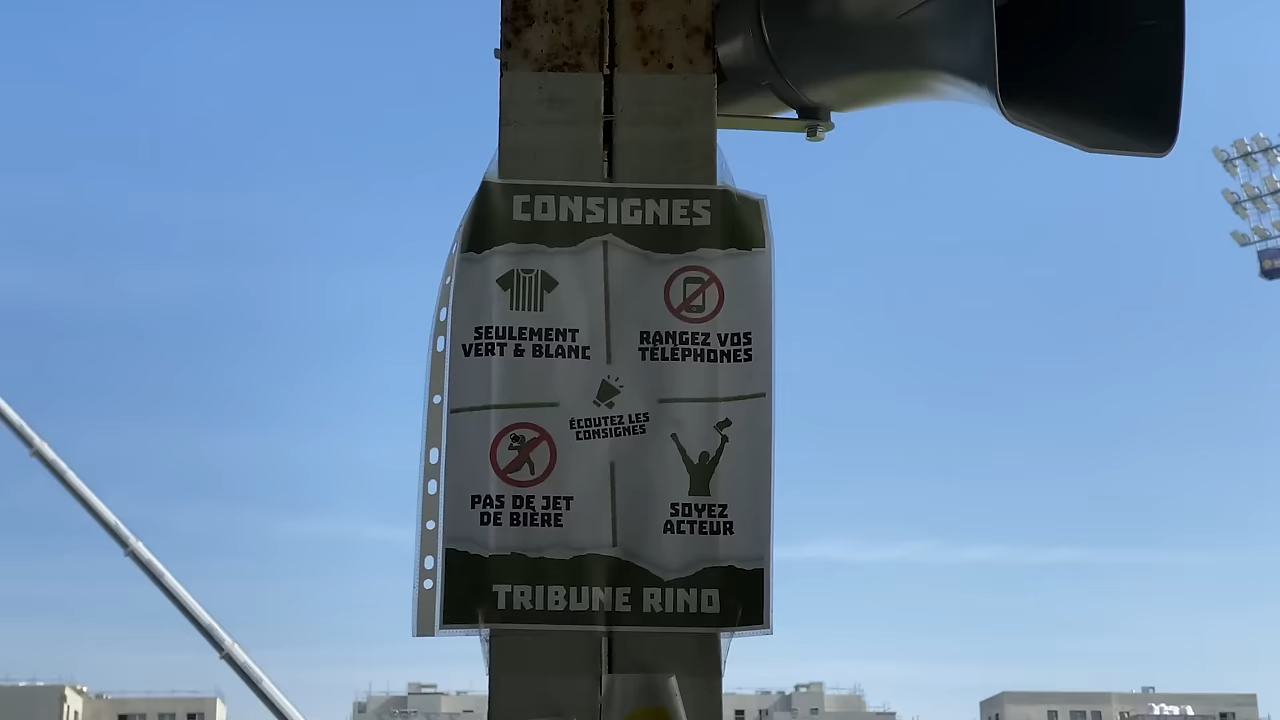 CONSIGNES
SEULEMENT
VERT & BLANC
RANGEZ VOS
TÉLÉPHONES
ÉCOUTEZ LES
CONSIGNES
PAS DE JET
DE BIÈRE
SOYEZ
ACTEUR
TRIBUNE RINO